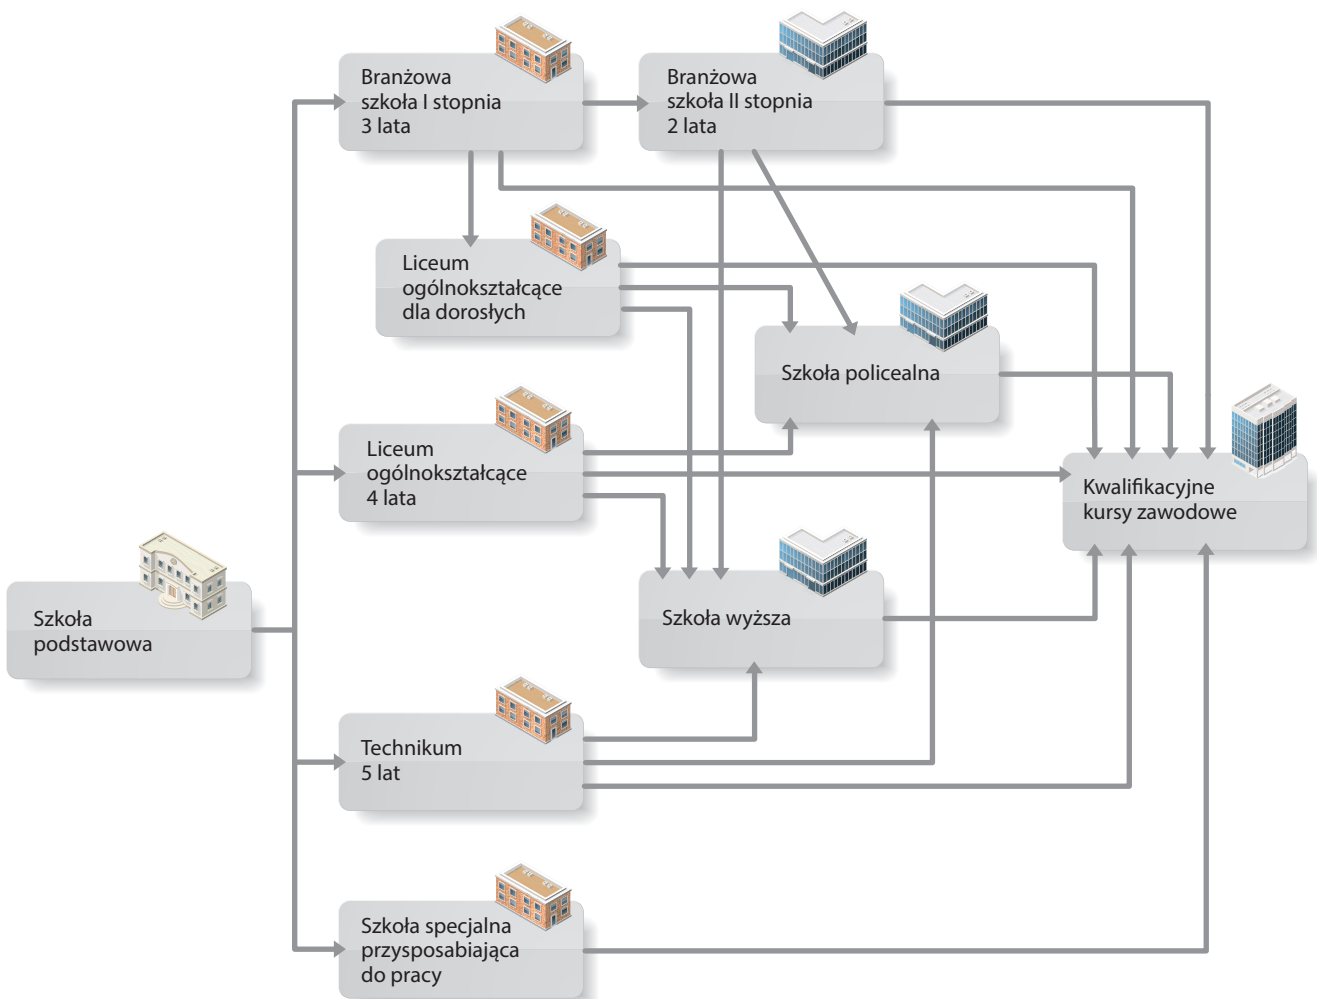 Branżowa
szkoła I stopnia
3 lata
Branżowa
szkoła II stopnia
2 lata
Liceum
ogólnokształcące
dla dorosłych
Szkoła policealna
Liceum
ogólnokształcące
4 lata
Kwalifikacyjne
kursy zawodowe
Szkoła
podstawowa
Szkoła wyższa
Technikum
5 lat
Szkoła specjalna
przysposabiająca
do pracy